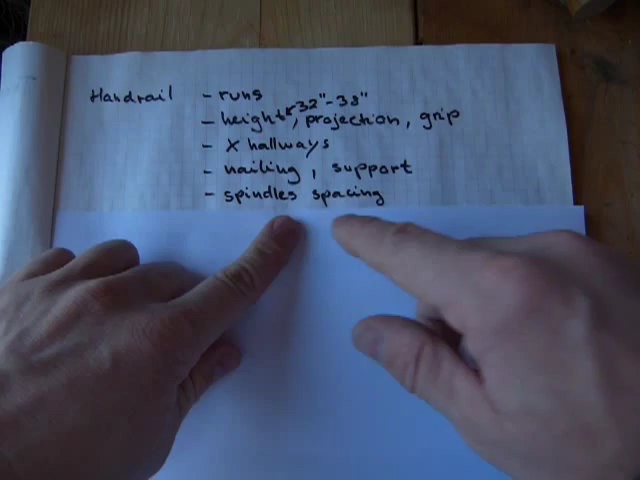 Handrail - runs
32"-38"
- height, projection, grip
- X hallways
- nailing, support
- spindles spacing